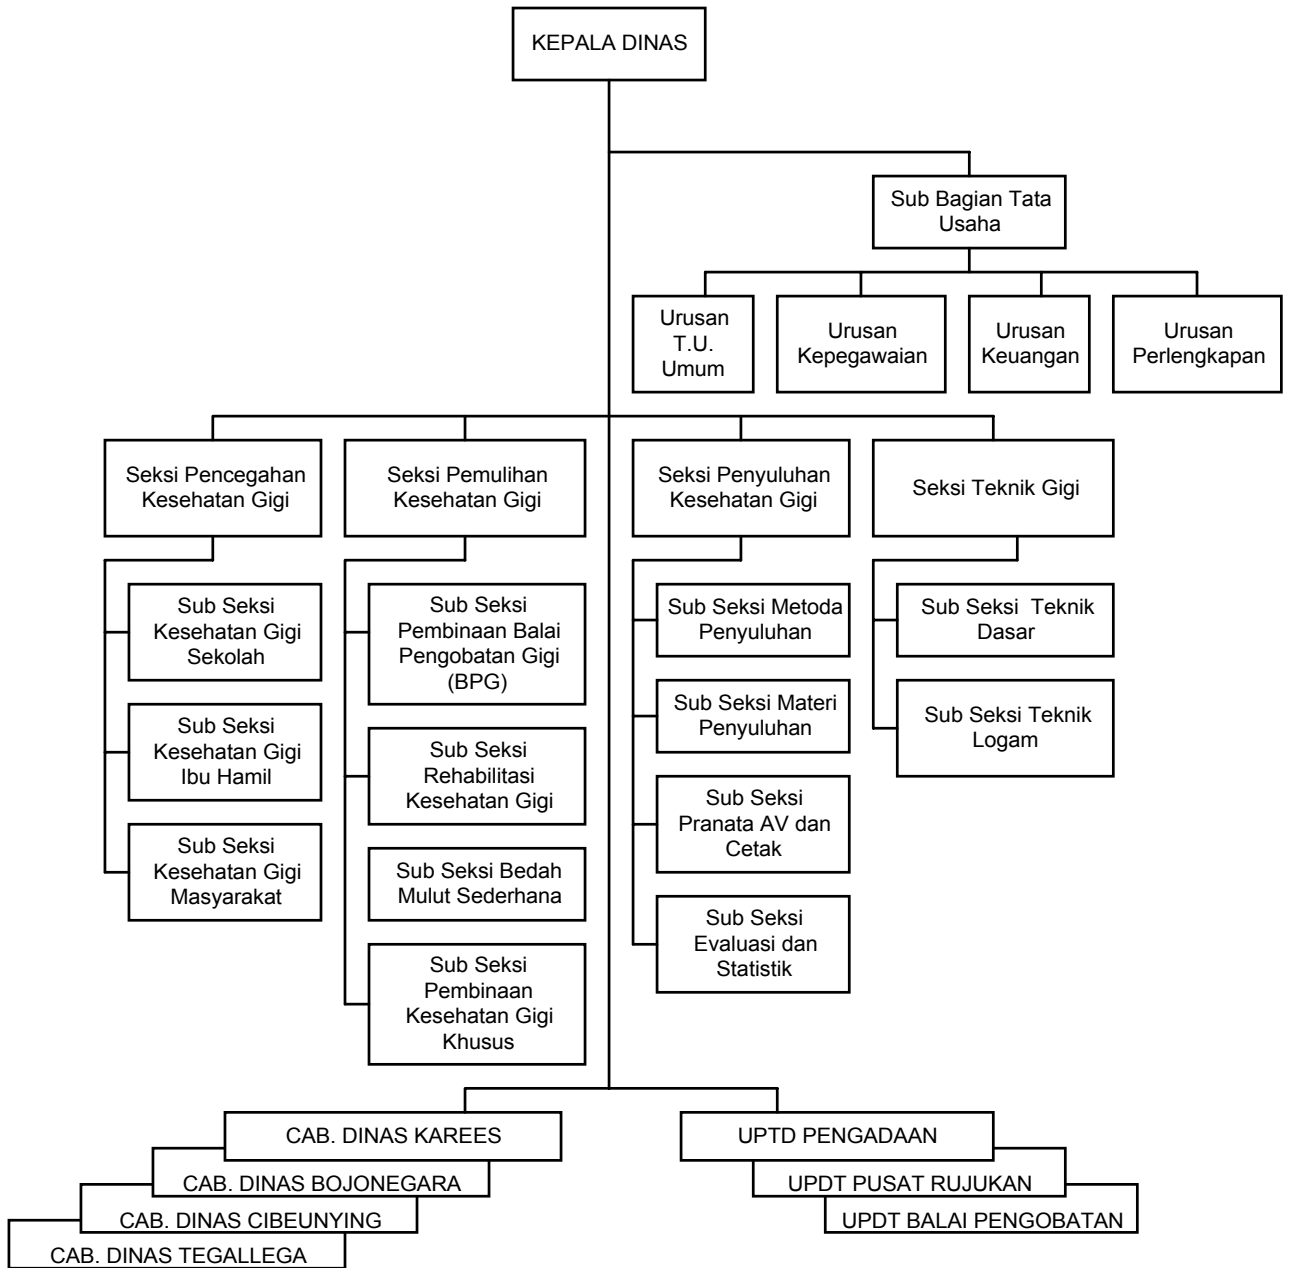 KEPALA DINAS
Sub Bagian Tata
Usaha
Urusan
T.U.
Umum
Urusan
Kepegawaian
Urusan
Keuangan
Urusan
Perlengkapan
Seksi Pencegahan
Kesehatan Gigi
Seksi Pemulihan
Kesehatan Gigi
Seksi Penyuluhan
Kesehatan Gigi
Seksi Teknik Gigi
Sub Seksi
Kesehatan Gigi
Sekolah
Sub Seksi
Kesehatan Gigi
Ibu Hamil
Sub Seksi
Kesehatan Gigi
Masyarakat
Sub Seksi
Pembinaan Balai
Pengobatan Gigi
(BPG)
Sub Seksi
Rehabilitasi
Kesehatan Gigi
Sub Seksi Bedah
Mulut Sederhana
Sub Seksi
Pembinaan
Kesehatan Gigi
Khusus
Sub Seksi Metoda
Penyuluhan
Sub Seksi Materi
Penyuluhan
Sub Seksi
Pranata AV dan
Cetak
Sub Seksi
Evaluasi dan
Statistik
Sub Seksi  Teknik
Dasar
Sub Seksi Teknik
Logam
CAB. DINAS KAREES
CAB. DINAS BOJONEGARA
CAB. DINAS CIBEUNYING
CAB. DINAS TEGALLEGA
UPTD PENGADAAN
UPDT PUSAT RUJUKAN
UPDT BALAI PENGOBATAN